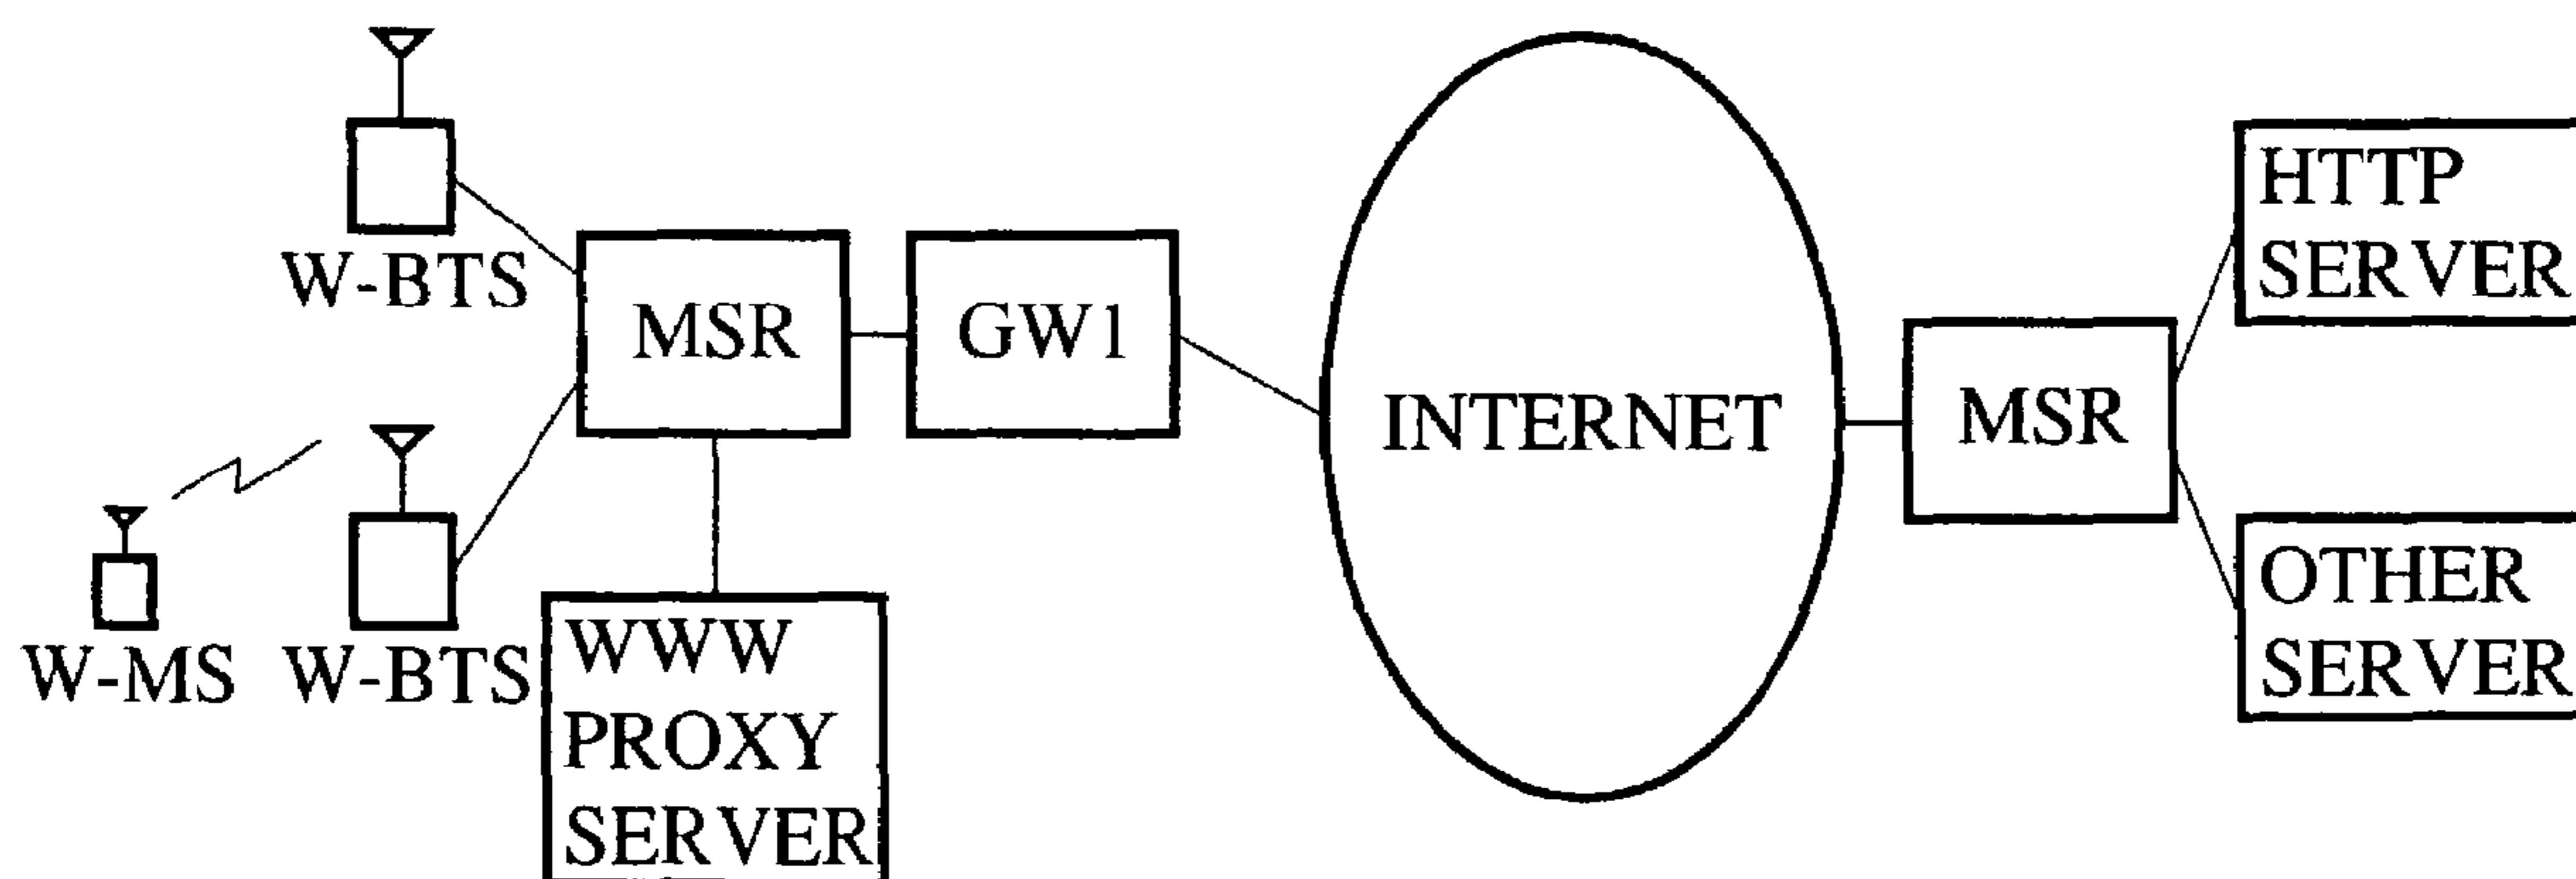 W-BTS
MSR
GW1
INTERNET
MSR
HTTP
SERVER
OTHER
SERVER
W-MS
W-BTS
WWW
PROXY
SERVER